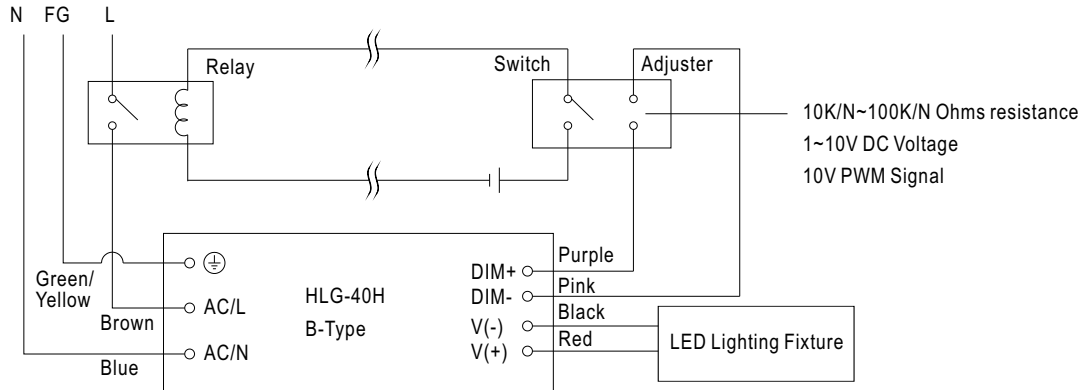 N FG L
Relay
Switch
Adjuster
10K/N~100K/N Ohms resistance
1~10V DC Voltage
10V PWM Signal
Green/
Yellow
Brown
Blue
AC/L
AC/N
HLG-40H
B-Type
DIM+
DIM-
V(-)
V(+)
Purple
Pink
Black
Red
LED Lighting Fixture